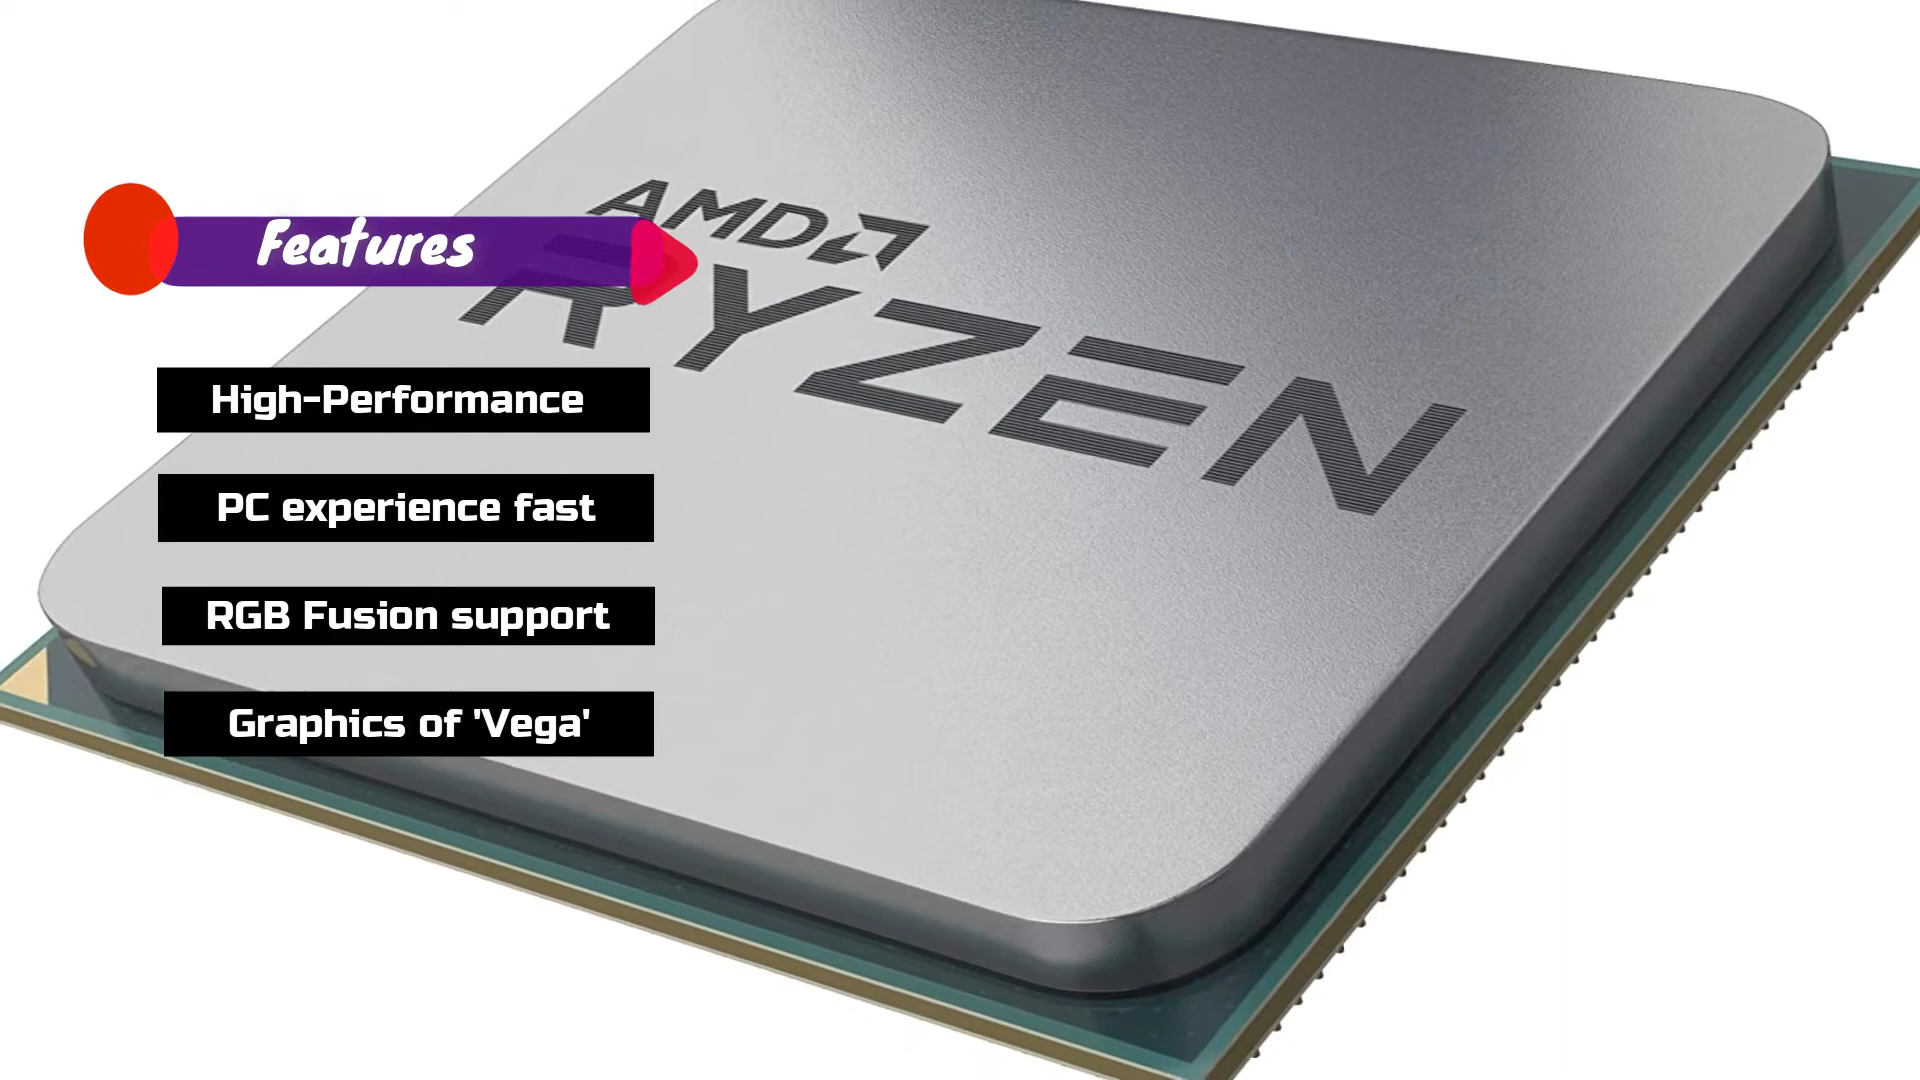 Features
AMD
RYZEN
High-Performance
PC experience fast
RGB Fusion support
Graphics of 'Vega'